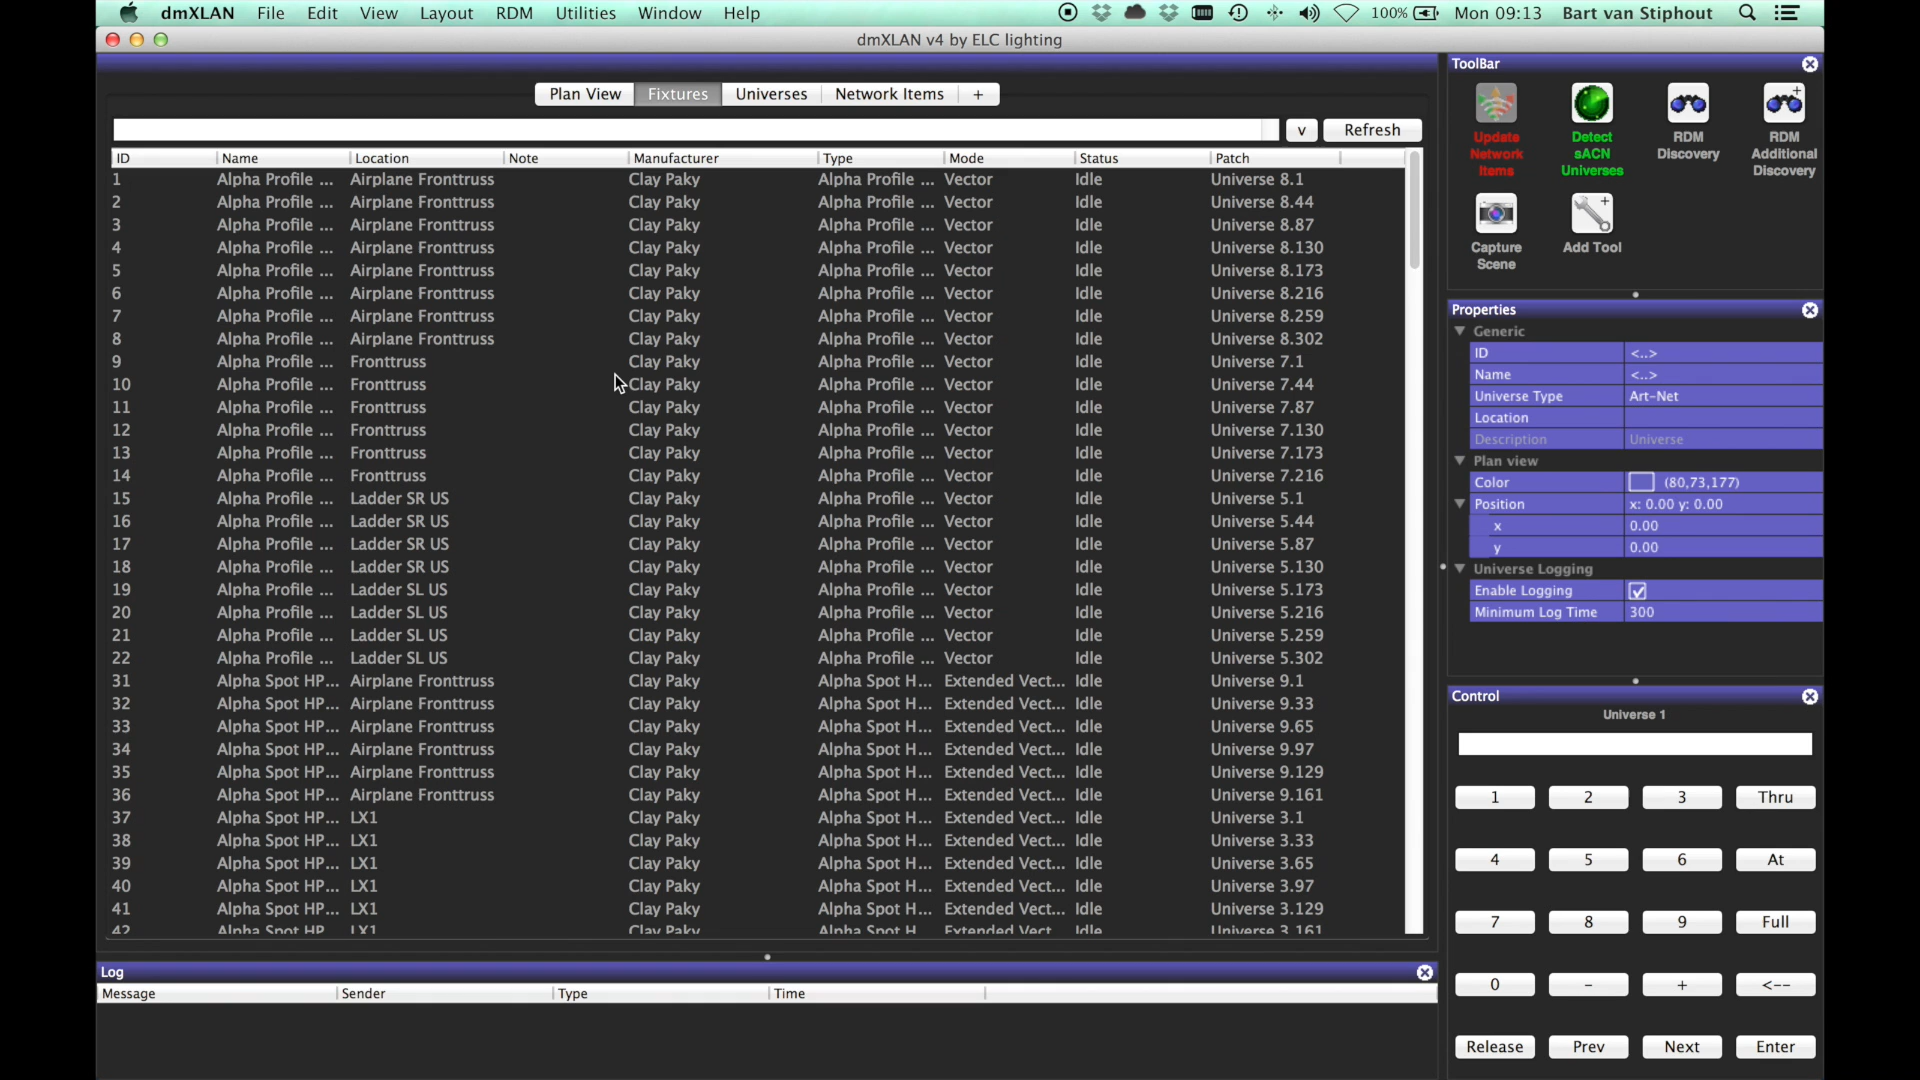 dmXLAN File Edit View Layout RDM Utilities Window Help 100% Mon 09:13 Bart van Stiphout
dmXLAN v4 by ELC lighting
Plan View Fixtures Universes Network Items +
v Refresh
ID Name Location Note Manufacturer Type Mode Status Patch
1 Alpha Profile ... Airplane Fronttruss Clay Paky Alpha Profile ... Vector Idle Universe 8.1
2 Alpha Profile ... Airplane Fronttruss Clay Paky Alpha Profile ... Vector Idle Universe 8.44
3 Alpha Profile ... Airplane Fronttruss Clay Paky Alpha Profile ... Vector Idle Universe 8.87
4 Alpha Profile ... Airplane Fronttruss Clay Paky Alpha Profile ... Vector Idle Universe 8.130
5 Alpha Profile ... Airplane Fronttruss Clay Paky Alpha Profile ... Vector Idle Universe 8.173
6 Alpha Profile ... Airplane Fronttruss Clay Paky Alpha Profile ... Vector Idle Universe 8.216
7 Alpha Profile ... Airplane Fronttruss Clay Paky Alpha Profile ... Vector Idle Universe 8.259
8 Alpha Profile ... Airplane Fronttruss Clay Paky Alpha Profile ... Vector Idle Universe 8.302
9 Alpha Profile ... Fronttruss Clay Paky Alpha Profile ... Vector Idle Universe 7.1
10 Alpha Profile ... Fronttruss Clay Paky Alpha Profile ... Vector Idle Universe 7.44
11 Alpha Profile ... Fronttruss Clay Paky Alpha Profile ... Vector Idle Universe 7.87
12 Alpha Profile ... Fronttruss Clay Paky Alpha Profile ... Vector Idle Universe 7.130
13 Alpha Profile ... Fronttruss Clay Paky Alpha Profile ... Vector Idle Universe 7.173
14 Alpha Profile ... Fronttruss Clay Paky Alpha Profile ... Vector Idle Universe 7.216
15 Alpha Profile ... Ladder SR US Clay Paky Alpha Profile ... Vector Idle Universe 5.1
16 Alpha Profile ... Ladder SR US Clay Paky Alpha Profile ... Vector Idle Universe 5.44
17 Alpha Profile ... Ladder SR US Clay Paky Alpha Profile ... Vector Idle Universe 5.87
18 Alpha Profile ... Ladder SR US Clay Paky Alpha Profile ... Vector Idle Universe 5.130
19 Alpha Profile ... Ladder SL US Clay Paky Alpha Profile ... Vector Idle Universe 5.173
20 Alpha Profile ... Ladder SL US Clay Paky Alpha Profile ... Vector Idle Universe 5.216
21 Alpha Profile ... Ladder SL US Clay Paky Alpha Profile ... Vector Idle Universe 5.259
22 Alpha Profile ... Ladder SL US Clay Paky Alpha Profile ... Vector Idle Universe 5.302
31 Alpha Spot HP... Airplane Fronttruss Clay Paky Alpha Spot H... Extended Vect... Idle Universe 9.1
32 Alpha Spot HP... Airplane Fronttruss Clay Paky Alpha Spot H... Extended Vect... Idle Universe 9.33
33 Alpha Spot HP... Airplane Fronttruss Clay Paky Alpha Spot H... Extended Vect... Idle Universe 9.65
34 Alpha Spot HP... Airplane Fronttruss Clay Paky Alpha Spot H... Extended Vect... Idle Universe 9.97
35 Alpha Spot HP... Airplane Fronttruss Clay Paky Alpha Spot H... Extended Vect... Idle Universe 9.129
36 Alpha Spot HP... Airplane Fronttruss Clay Paky Alpha Spot H... Extended Vect... Idle Universe 9.161
37 Alpha Spot HP... LX1 Clay Paky Alpha Spot H... Extended Vect... Idle Universe 3.1
38 Alpha Spot HP... LX1 Clay Paky Alpha Spot H... Extended Vect... Idle Universe 3.33
39 Alpha Spot HP... LX1 Clay Paky Alpha Spot H... Extended Vect... Idle Universe 3.65
40 Alpha Spot HP... LX1 Clay Paky Alpha Spot H... Extended Vect... Idle Universe 3.97
41 Alpha Spot HP... LX1 Clay Paky Alpha Spot H... Extended Vect... Idle Universe 3.129
42 Alpha Spot HP LX1 Clay Paky Alpha Spot H Extended Vect Idle Universe 3.161
Log
Message Sender Type Time
ToolBar
Update Network Items
Detect sACN Universes
RDM Discovery
RDM Additional Discovery
Capture Scene
Add Tool
Properties
Generic
ID <..>
Name <..>
Universe Type Art-Net
Location
Description Universe
Plan view
Color (80,73,177)
Position x: 0.00 y: 0.00
x 0.00
y 0.00
Universe Logging
Enable Logging
Minimum Log Time 300
Control
Universe 1
1 2 3 Thru
4 5 6 At
7 8 9 Full
0 - + <--
Release Prev Next Enter